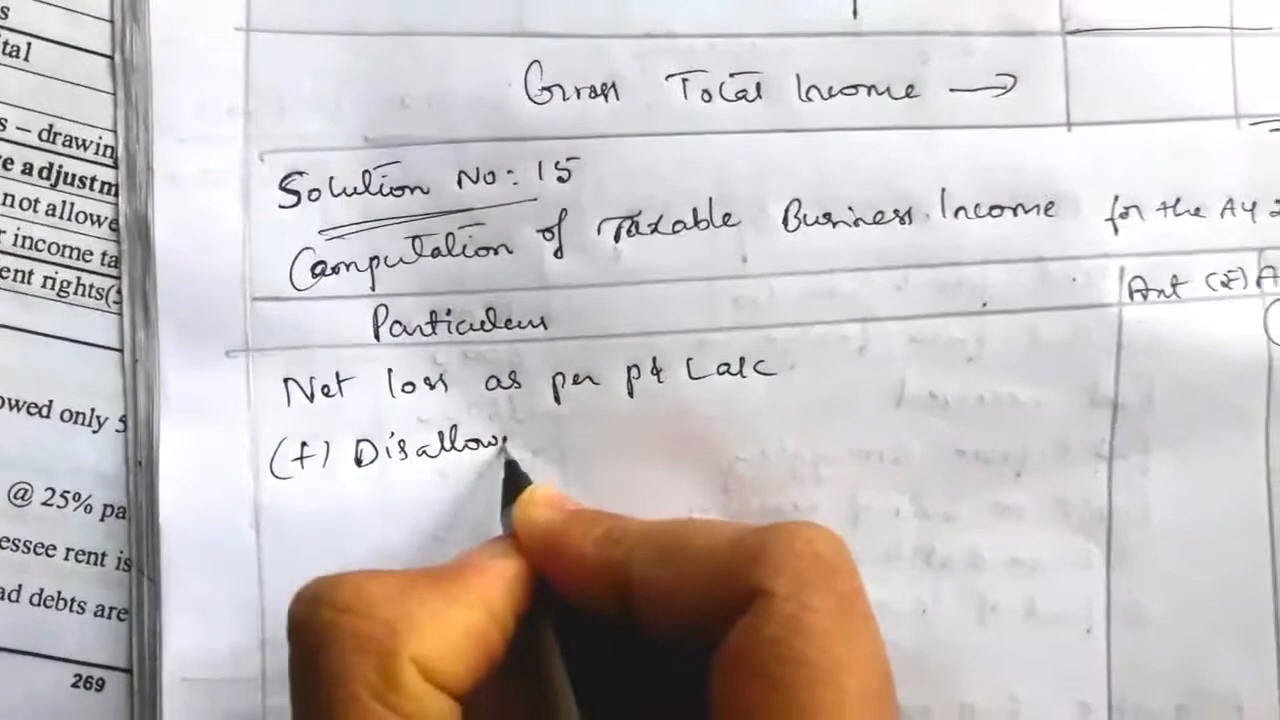 s
tal
s – drawin
e adjustm
not allowe
r income ta
ent rights(
owed only 5
@ 25% pa
essee rent is
ad debts are
269
Gross Total Income →
Solution No: 15
Computation of Taxable Business Income for the AY 2
Particulars
Amt (₹) A
Net loss as per P& L a/c
(+) Disallow